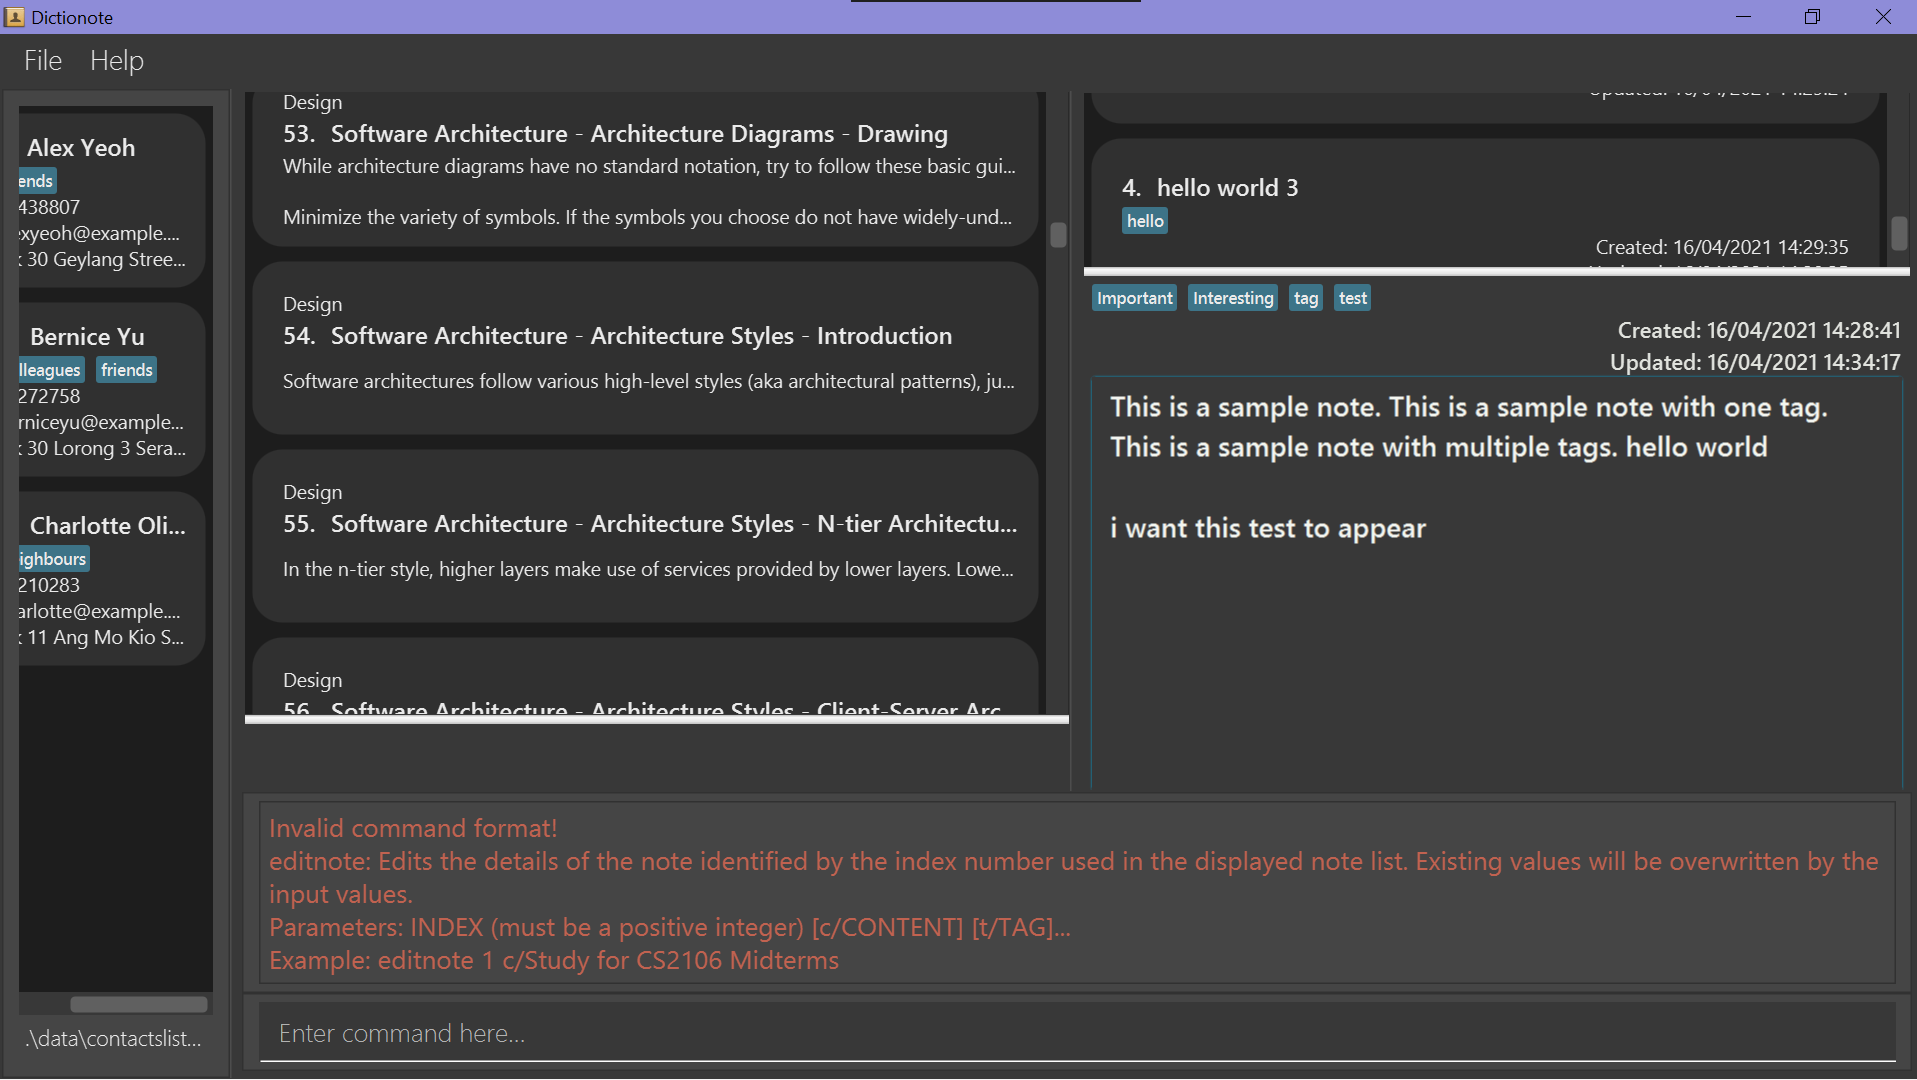 Dictionote
File Help
Alex Yeoh
ends
438807
xyeoh@example....
30 Geylang Stree...
Bernice Yu
lleagues friends
272758
rniceyu@example...
30 Lorong 3 Sera...
Charlotte Oli...
ighbours
210283
arlotte@example....
11 Ang Mo Kio S...
.\data\contactslist...
Design
53. Software Architecture - Architecture Diagrams - Drawing
While architecture diagrams have no standard notation, try to follow these basic gui...
Minimize the variety of symbols. If the symbols you choose do not have widely-und...
Design
54. Software Architecture - Architecture Styles - Introduction
Software architectures follow various high-level styles (aka architectural patterns), ju...
Design
55. Software Architecture - Architecture Styles - N-tier Architectu...
In the n-tier style, higher layers make use of services provided by lower layers. Lowe...
Design
56. Software Architecture - Architecture Styles - Client-Server Arc...
4. hello world 3
hello
Created: 16/04/2021 14:29:35
Important Interesting tag test
Created: 16/04/2021 14:28:41
Updated: 16/04/2021 14:34:17
This is a sample note. This is a sample note with one tag.
This is a sample note with multiple tags. hello world
i want this test to appear
Invalid command format!
editnote: Edits the details of the note identified by the index number used in the displayed note list. Existing values will be overwritten by the
input values.
Parameters: INDEX (must be a positive integer) [c/CONTENT] [t/TAG]...
Example: editnote 1 c/Study for CS2106 Midterms
Enter command here...